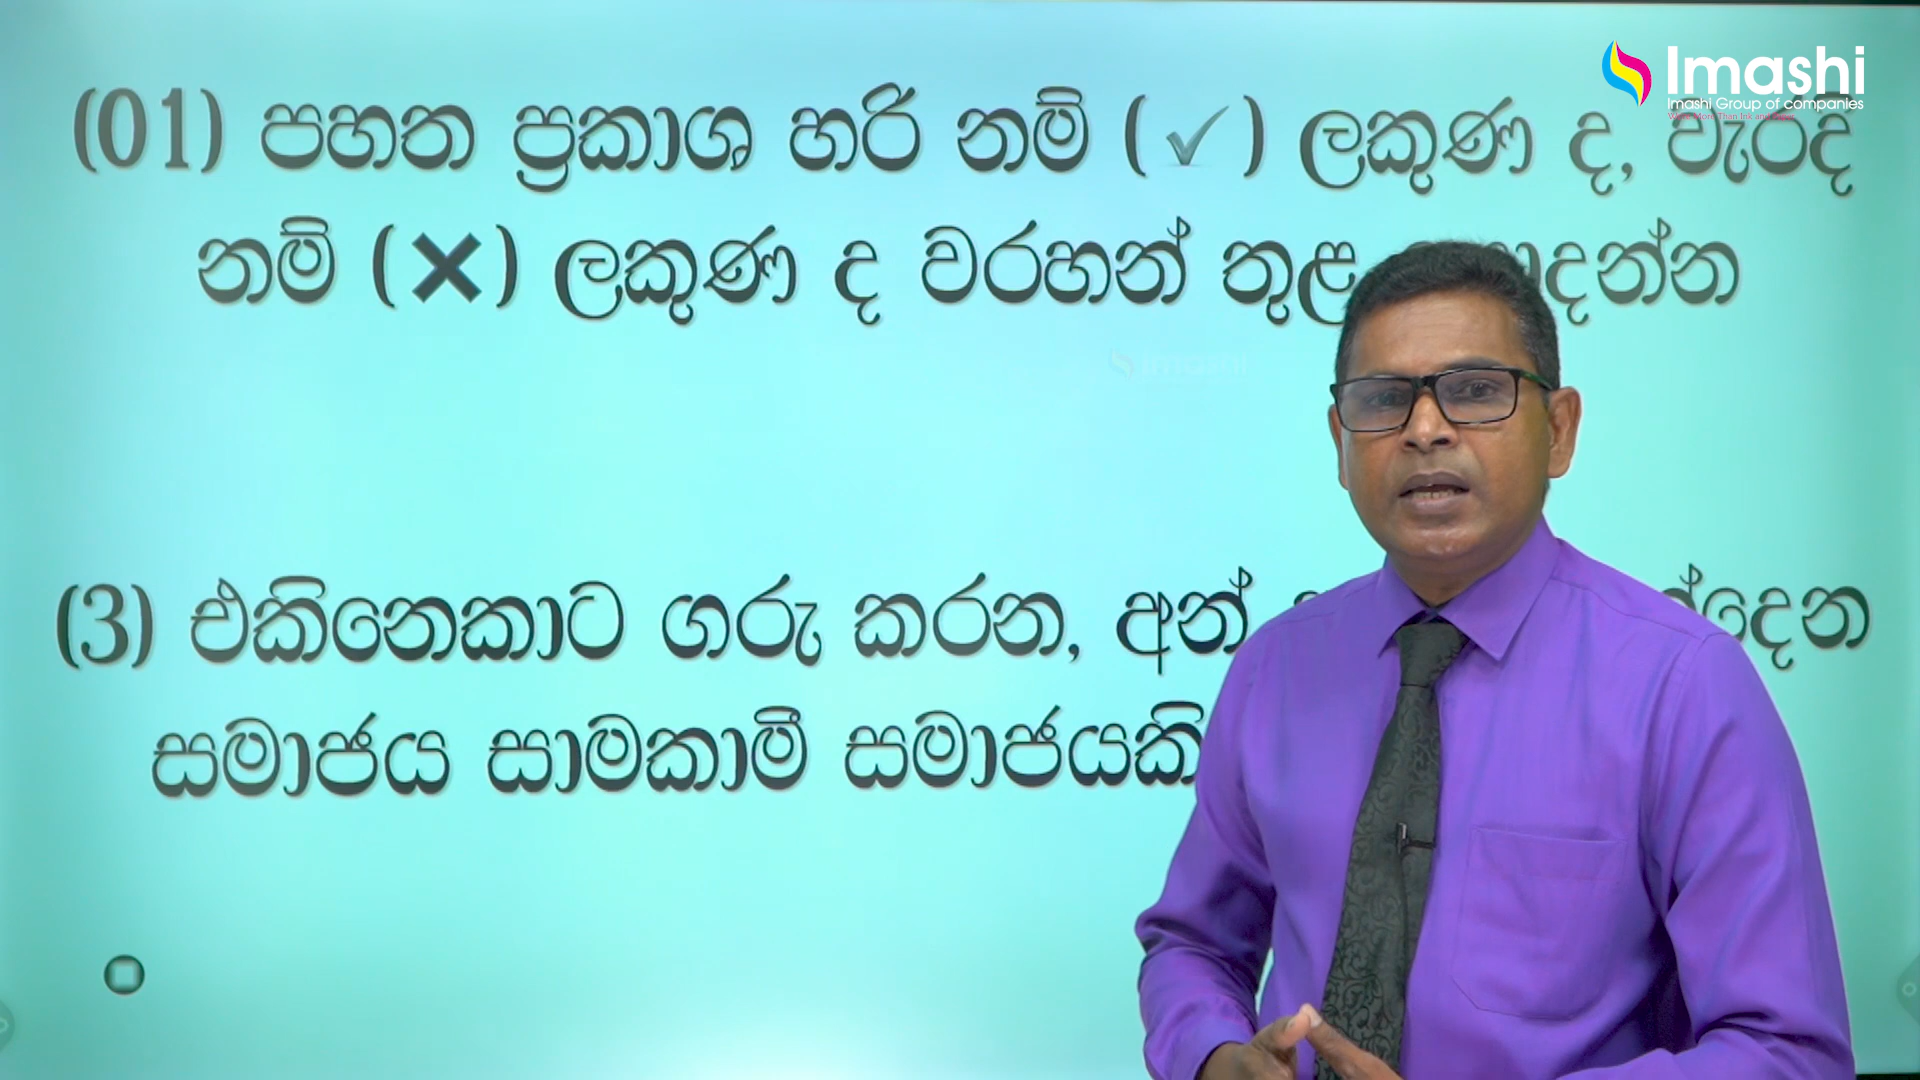 Imashi
Imashi Group of companies
(01) පහත ප්‍රකාශ හරි නම් (✓) ලකුණ ද, වැරදි
නම් (✕) ලකුණ ද වරහන් තුළ
(3) එකිනෙකාට ගරු කරන, අන්
සමාජය සාමකාමී සමාජයකි